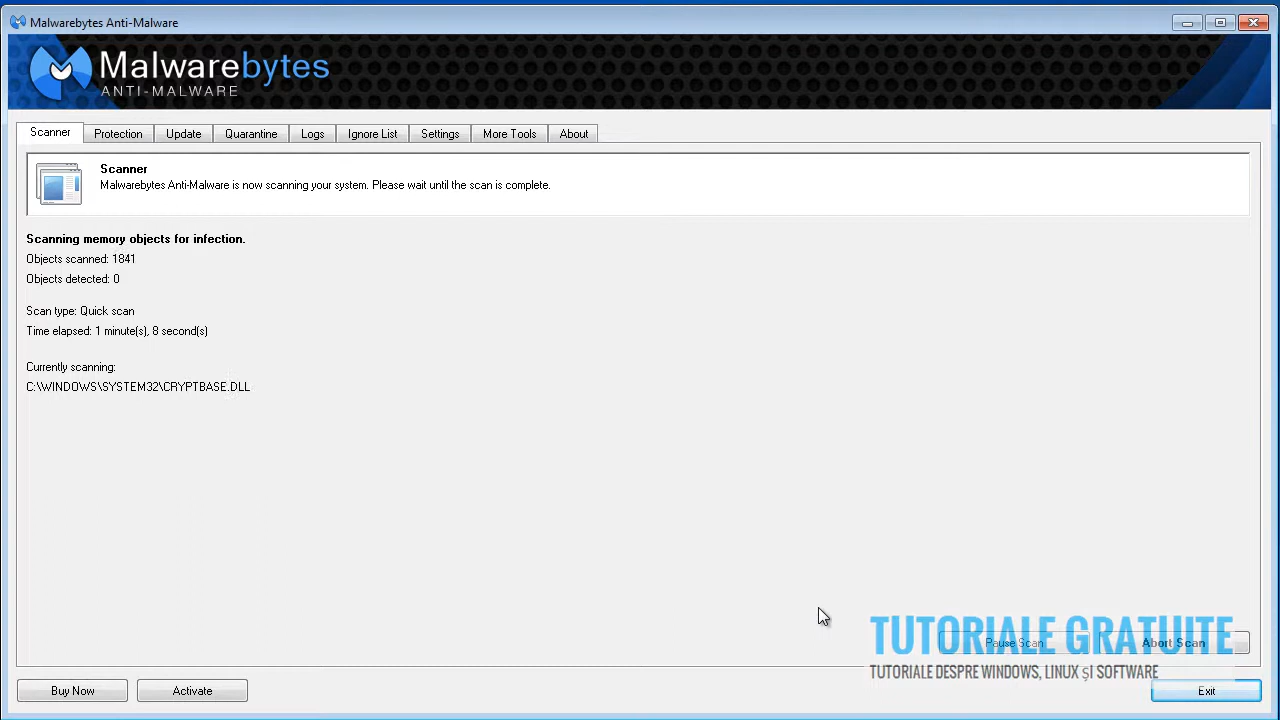 Malwarebytes Anti-Malware
Malwarebytes
ANTI-MALWARE
Scanner Protection Update Quarantine Logs Ignore List Settings More Tools About
Scanner
Malwarebytes Anti-Malware is now scanning your system. Please wait until the scan is complete.
Scanning memory objects for infection.
Objects scanned: 1841
Objects detected: 0
Scan type: Quick scan
Time elapsed: 1 minute(s), 8 second(s)
Currently scanning:
C:\WINDOWS\SYSTEM32\CRYPTBASE.DLL
TUTORIALE GRATUITE
Pause Scan Abort Scan
TUTORIALE DESPRE WINDOWS, LINUX ȘI SOFTWARE
Buy Now Activate Exit